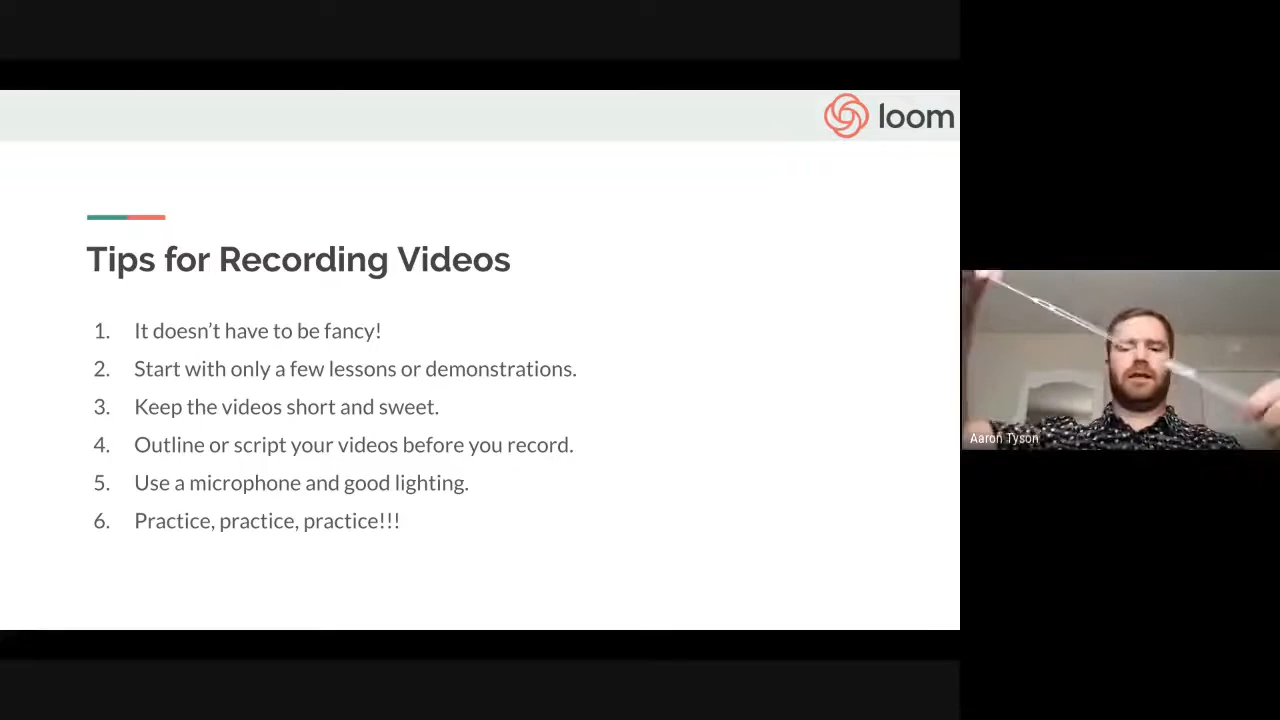 loom
Tips for Recording Videos
1. It doesn't have to be fancy!
2. Start with only a few lessons or demonstrations.
3. Keep the videos short and sweet.
4. Outline or script your videos before you record.
5. Use a microphone and good lighting.
6. Practice, practice, practice!!!
Aaron Tyson